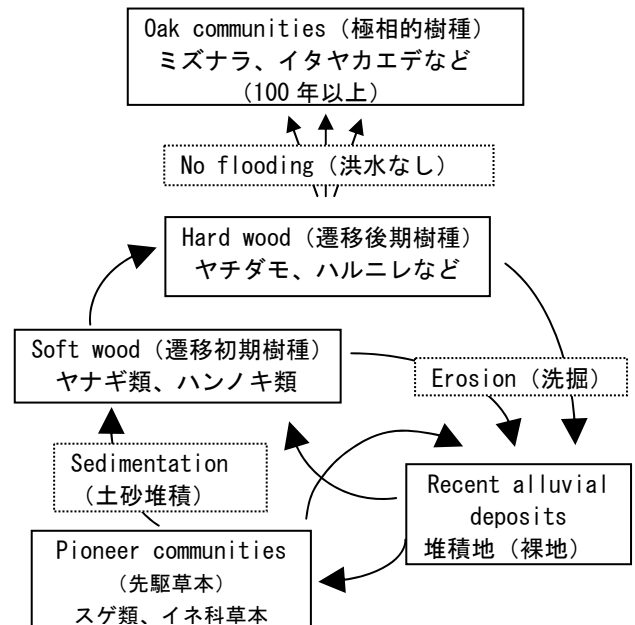 Oak communities（極相的樹種）
ミズナラ、イタヤカエデなど
（100 年以上）
No flooding（洪水なし）
Hard wood（遷移後期樹種）
ヤチダモ、ハルニレなど
Soft wood（遷移初期樹種）
ヤナギ類、ハンノキ類
Erosion（洗掘）
Sedimentation
（土砂堆積）
Recent alluvial
deposits
堆積地（裸地）
Pioneer communities
（先駆草本）
スゲ類、イネ科草本